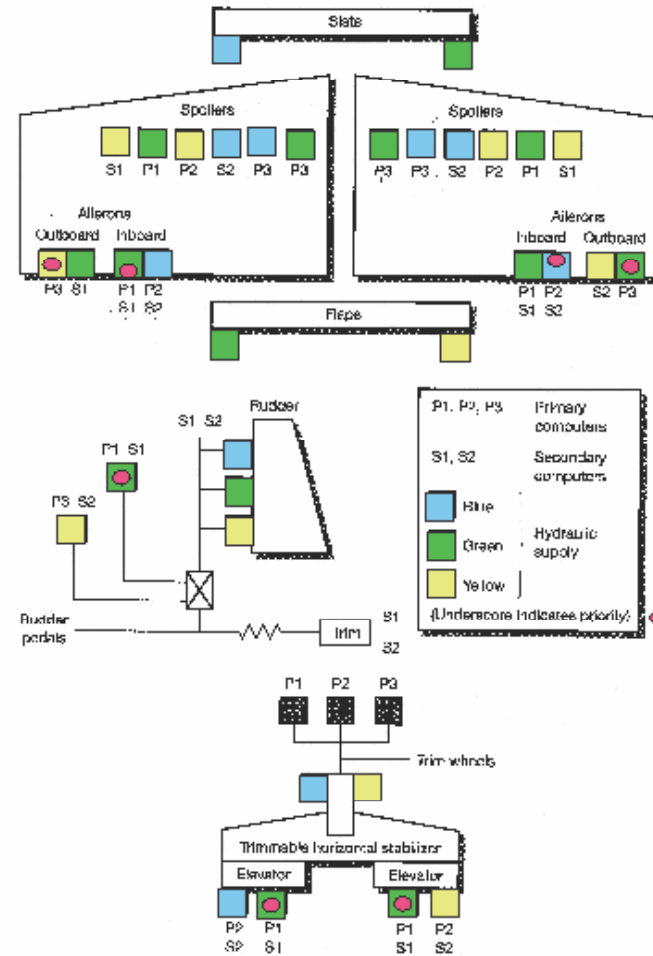 Slats
Spoilers
Spoilers
S1 P1 P2 S2 P3 P3
P3 P3 S2 P2 P1 S1
Ailerons
Outboard Inboard
Ailerons
Inboard Outboard
P3 S1 P1 P2
S1 S2
P1 P2 S2 P3
S1 S2
Flaps
Rudder
S1 S2
P1 S1
P3 S2
Rudder
pedals
Trim
S1
S2
P1, P2, P3 Primary
computers
S1, S2 Secondary
computers
Blue
Green
Yellow
Hydraulic
supply
(Underscore indicates priority)
P1 P2 P3
Trim wheels
Trimmable horizontal stabilizer
Elevator Elevator
P2 P1 P1 P2
S2 S1 S1 S2